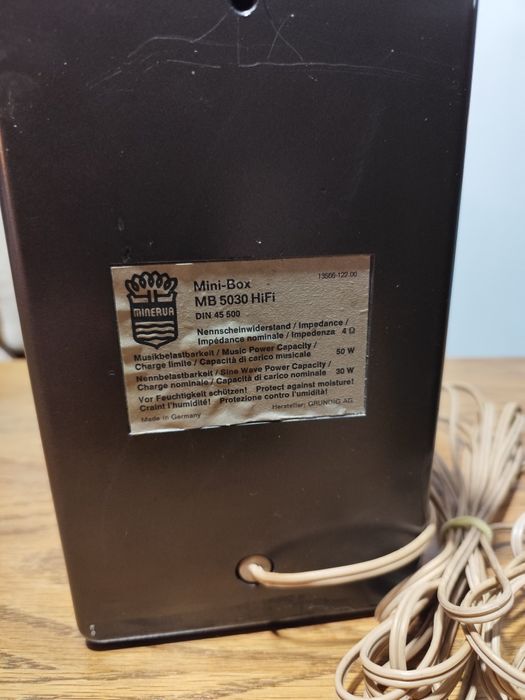 MINERVA
Mini-Box
13566-122.00
MB 5030 HiFi
DIN 45 500
Nennscheinwiderstand / Impedance /
Impédance nominale / Impedenza 4 Ω
Musikbelastbarkeit / Music Power Capacity /
Charge limite / Capacità di carico musicale 50 W
Nennbelastbarkeit / Sine Wave Power Capacity /
Charge nominale / Capacità di carico nominale 30 W
Vor Feuchtigkeit schützen! Protect against moisture!
Craint l'humidité! Protezione contro l'umidità!
Made in Germany Hersteller: GRUNDIG AG